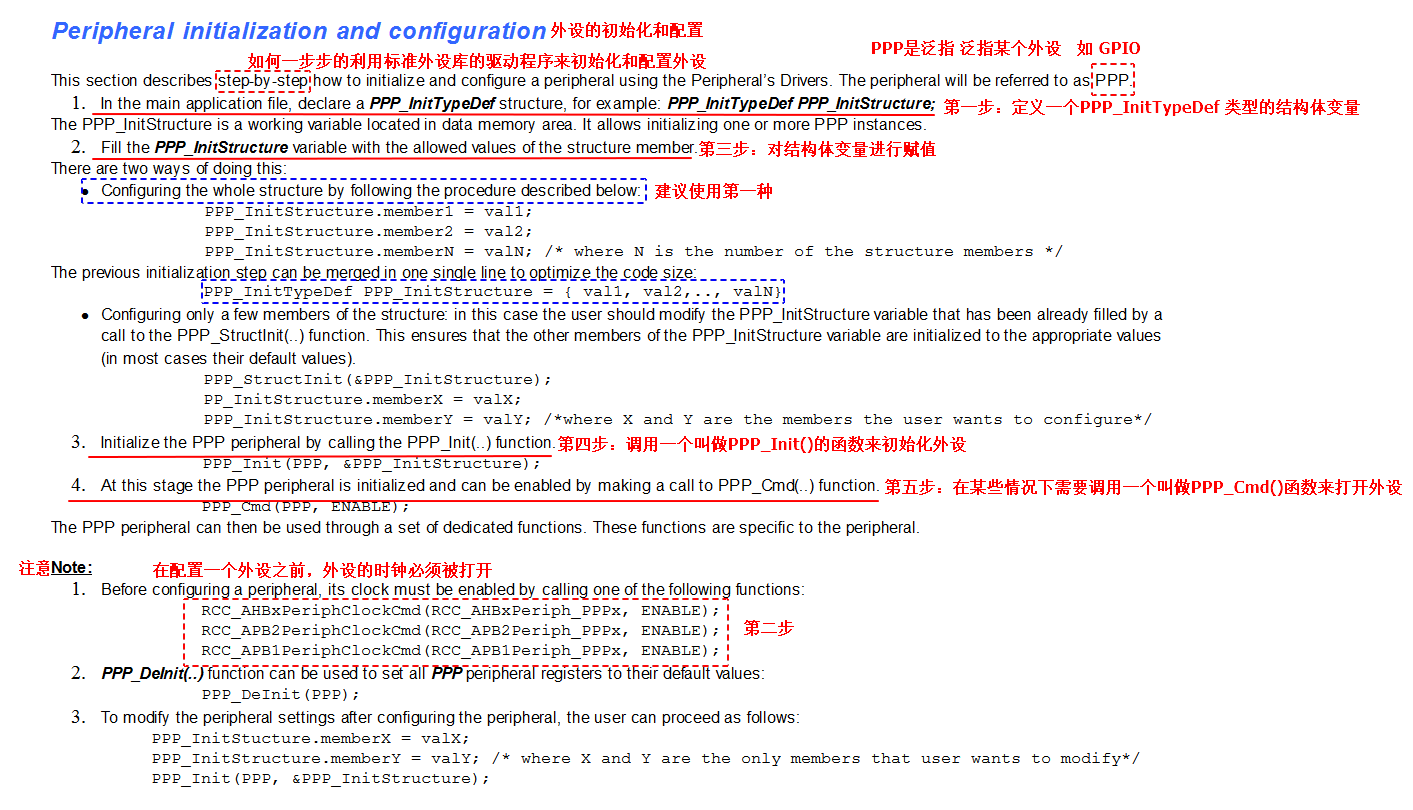 Peripheral initialization and configuration 外设的初始化和配置
PPP是泛指 泛指某个外设 如 GPIO
如何一步步的利用标准外设库的驱动程序来初始化和配置外设
This section describes step-by-step how to initialize and configure a peripheral using the Peripheral's Drivers. The peripheral will be referred to as PPP.
1. In the main application file, declare a PPP_InitTypeDef structure, for example: PPP_InitTypeDef PPP_InitStructure; 第一步：定义一个PPP_InitTypeDef 类型的结构体变量
The PPP_InitStructure is a working variable located in data memory area. It allows initializing one or more PPP instances.
2. Fill the PPP_InitStructure variable with the allowed values of the structure member. 第三步：对结构体变量进行赋值
There are two ways of doing this:
• Configuring the whole structure by following the procedure described below: 建议使用第一种
PPP_InitStructure.member1 = val1;
PPP_InitStructure.member2 = val2;
PPP_InitStructure.memberN = valN; /* where N is the number of the structure members */
The previous initialization step can be merged in one single line to optimize the code size:
PPP_InitTypeDef PPP_InitStructure = { val1, val2,.., valN}
• Configuring only a few members of the structure: in this case the user should modify the PPP_InitStructure variable that has been already filled by a
call to the PPP_StructInit(..) function. This ensures that the other members of the PPP_InitStructure variable are initialized to the appropriate values
(in most cases their default values).
PPP_StructInit(&PPP_InitStructure);
PP_InitStructure.memberX = valX;
PPP_InitStructure.memberY = valY; /*where X and Y are the members the user wants to configure*/
3. Initialize the PPP peripheral by calling the PPP_Init(..) function. 第四步：调用一个叫做PPP_Init()的函数来初始化外设
PPP_Init(PPP, &PPP_InitStructure);
4. At this stage the PPP peripheral is initialized and can be enabled by making a call to PPP_Cmd(..) function. 第五步：在某些情况下需要调用一个叫做PPP_Cmd()函数来打开外设
PPP_Cmd(PPP, ENABLE);
The PPP peripheral can then be used through a set of dedicated functions. These functions are specific to the peripheral.
注意Note: 在配置一个外设之前，外设的时钟必须被打开
1. Before configuring a peripheral, its clock must be enabled by calling one of the following functions:
RCC_AHBxPeriphClockCmd(RCC_AHBxPeriph_PPPx, ENABLE);
RCC_APB2PeriphClockCmd(RCC_APB2Periph_PPPx, ENABLE); 第二步
RCC_APB1PeriphClockCmd(RCC_APB1Periph_PPPx, ENABLE);
2. PPP_DeInit(..) function can be used to set all PPP peripheral registers to their default values:
PPP_DeInit(PPP);
3. To modify the peripheral settings after configuring the peripheral, the user can proceed as follows:
PPP_InitStucture.memberX = valX;
PPP_InitStructure.memberY = valY; /* where X and Y are the only members that user wants to modify*/
PPP_Init(PPP, &PPP_InitStructure);